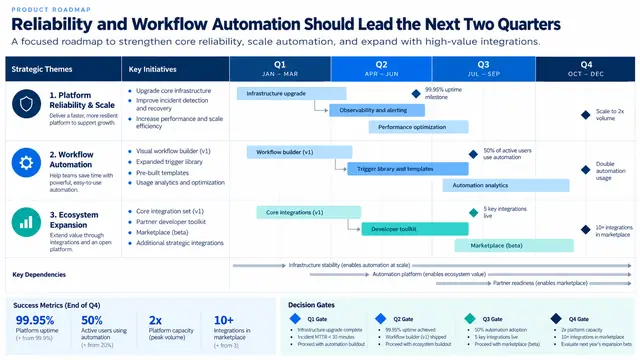 PRODUCT ROADMAP
Reliability and Workflow Automation Should Lead the Next Two Quarters
A focused roadmap to strengthen core reliability, scale automation, and expand with high-value integrations.
Strategic Themes
Key Initiatives
Q1
JAN – MAR
Q2
APR – JUN
Q3
JUL – SEP
Q4
OCT – DEC
1. Platform
Reliability & Scale
Deliver a faster, more resilient
platform to support growth.
Upgrade core infrastructure
Improve incident detection
and recovery
Increase performance and scale
efficiency
Infrastructure upgrade
Observability and alerting
Performance optimization
99.95% uptime
milestone
Scale to 2x
volume
2. Workflow
Automation
Help teams save time with
powerful, easy-to-use
automation.
Visual workflow builder (v1)
Expanded trigger library
Pre-built templates
Usage analytics and optimization
Workflow builder (v1)
Trigger library and templates
Automation analytics
50% of active users
use automation
Double
automation
usage
3. Ecosystem
Expansion
Extend value through
integrations and an open
platform.
Core integration set (v1)
Partner developer toolkit
Marketplace (beta)
Additional strategic integrations
Core integrations (v1)
Developer toolkit
Marketplace (beta)
5 key integrations
live
10+ integrations
in marketplace
Key Dependencies
Infrastructure stability (enables automation at scale)
Automation platform (enables ecosystem value)
Partner readiness (enables marketplace)
Success Metrics (End of Q4)
99.95%
Platform uptime
(+ from 99.9%)
50%
Active users using
automation
(+ from 20%)
2x
Platform capacity
(peak volume)
10+
Integrations in
marketplace
(+ from 3)
Decision Gates
Q1 Gate
Infrastructure upgrade complete
Incident MTTR < 30 minutes
Proceed with automation buildout
Q2 Gate
99.95% uptime achieved
Workflow builder (v1) shipped
Proceed with ecosystem buildout
Q3 Gate
50% automation adoption
5 key integrations live
Proceed with marketplace (beta)
Q4 Gate
2x platform capacity
10+ integrations in marketplace
Evaluate next year's expansion bets